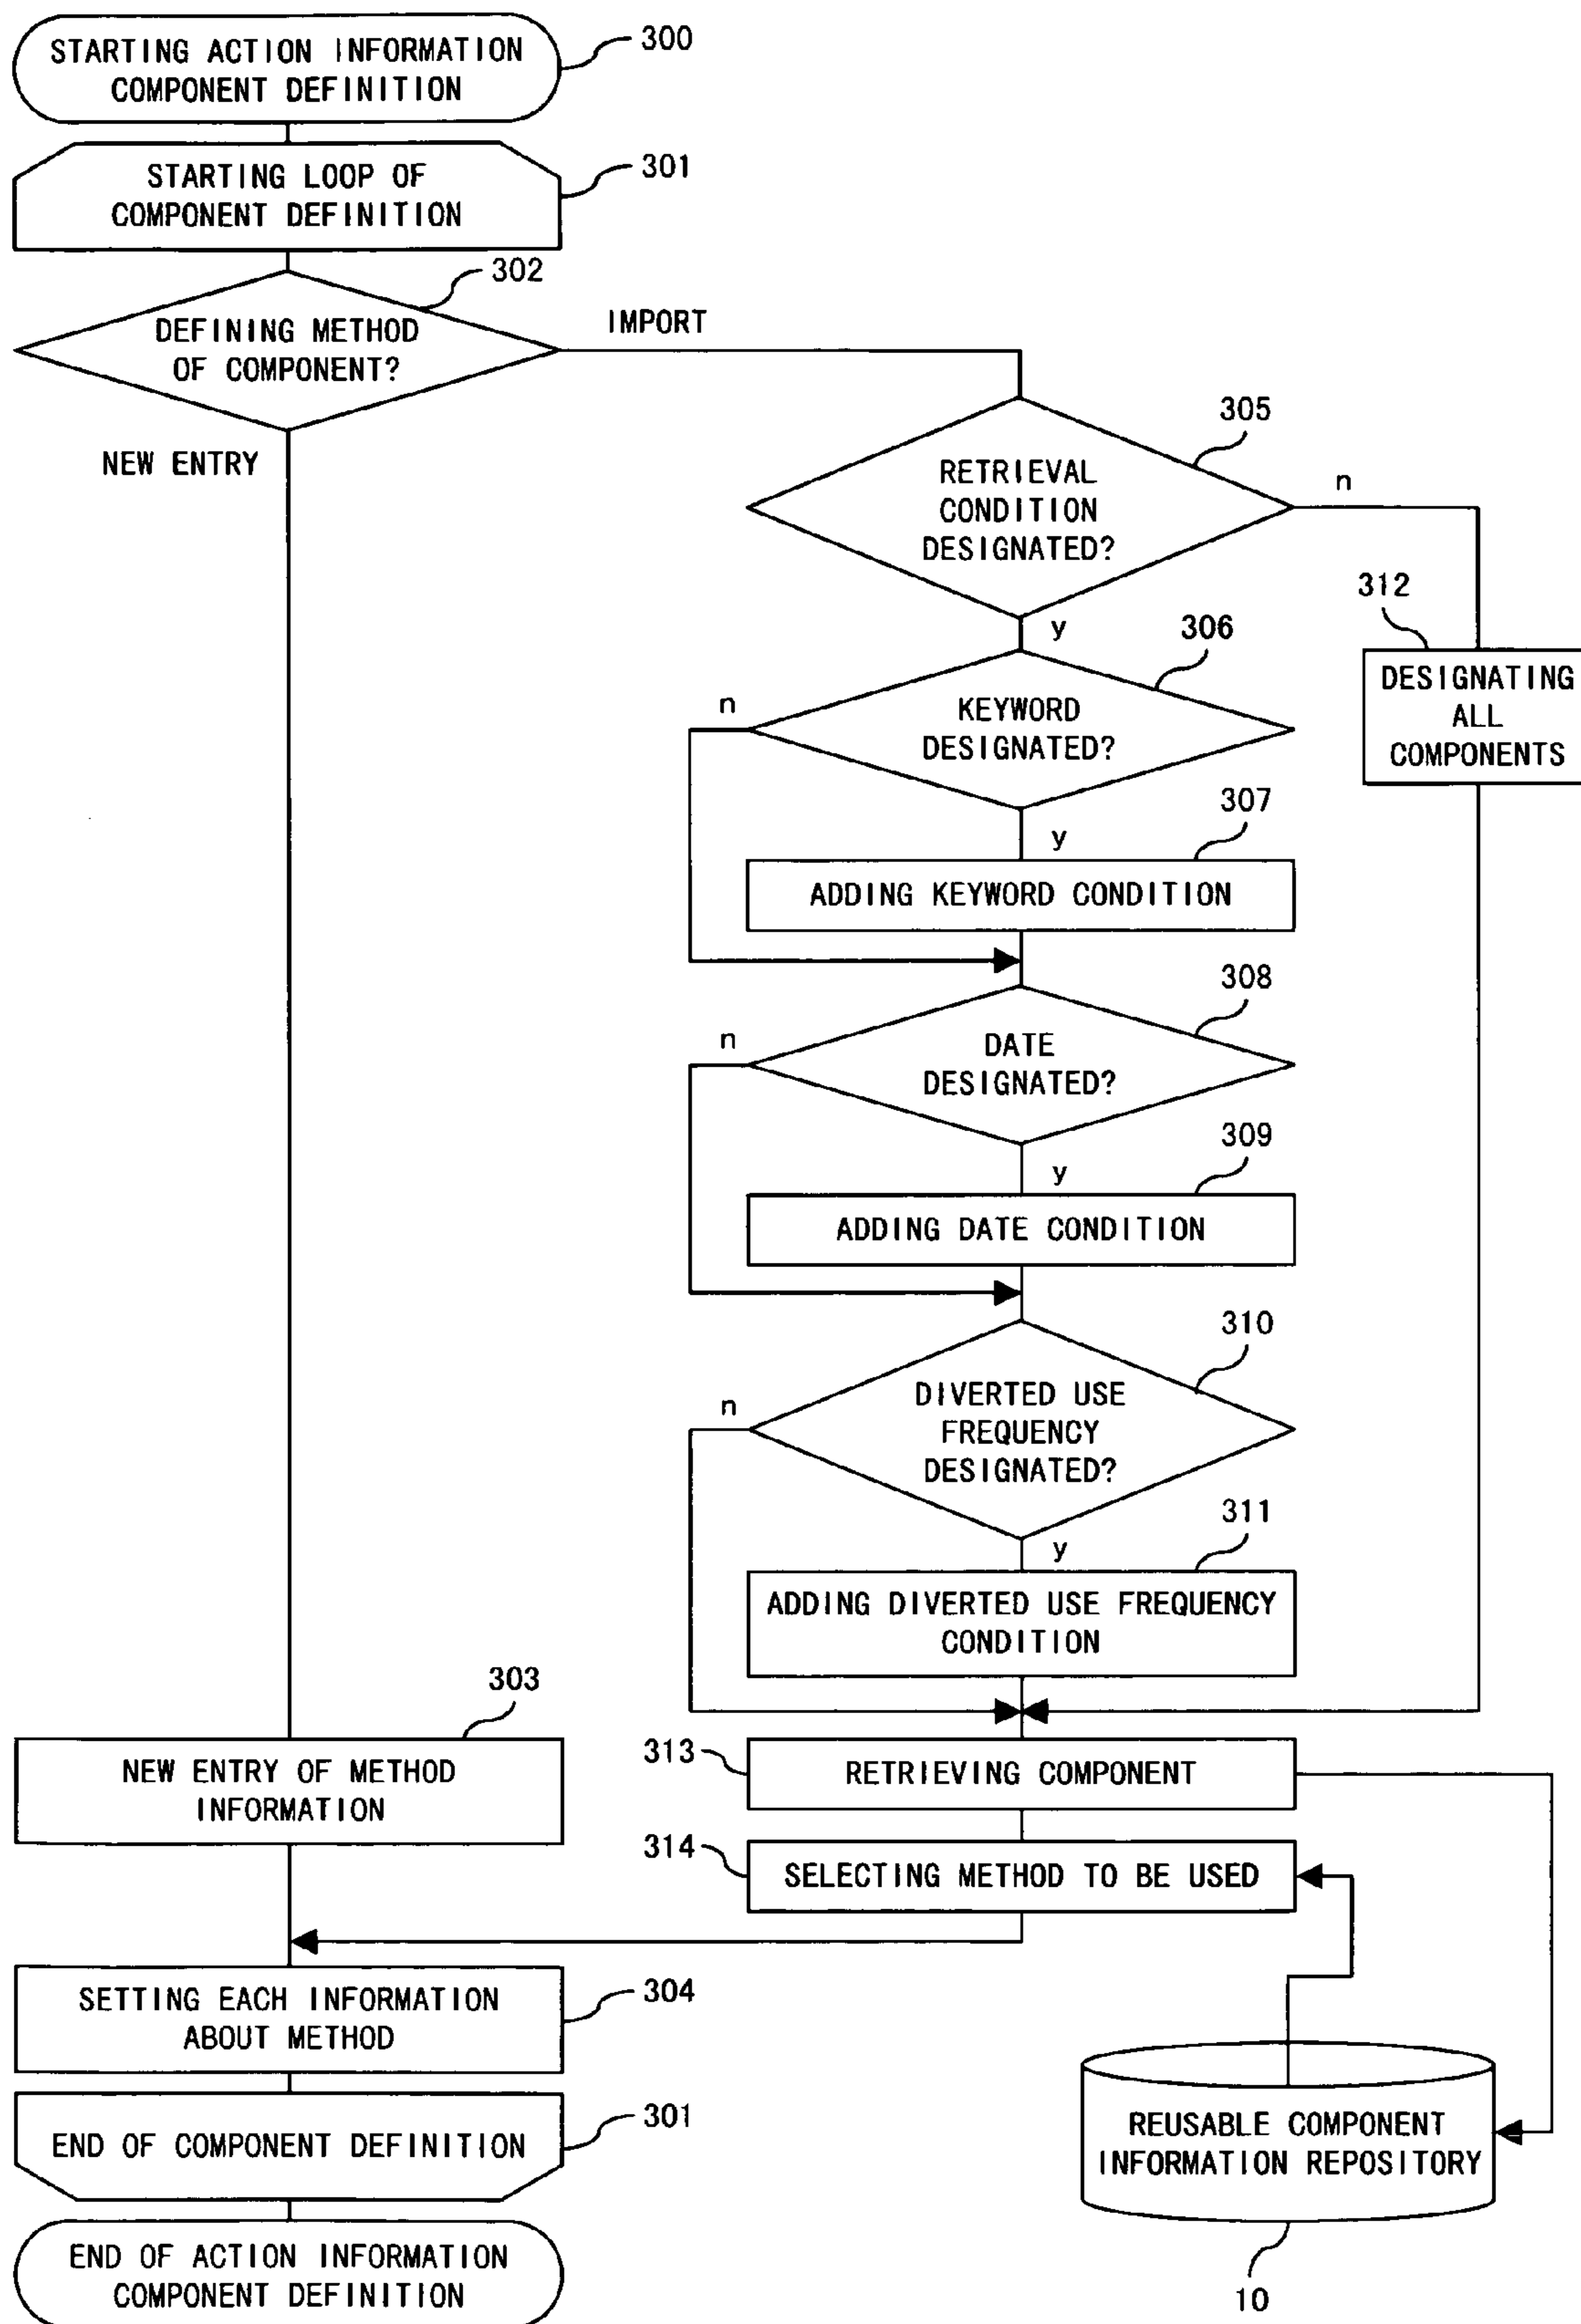 STARTING ACTION INFORMATION
COMPONENT DEFINITION
300
STARTING LOOP OF
COMPONENT DEFINITION
301
302
DEFINING METHOD
OF COMPONENT?
IMPORT
NEW ENTRY
305
RETRIEVAL
CONDITION
DESIGNATED?
n
y
312
DESIGNATING
ALL
COMPONENTS
306
n
KEYWORD
DESIGNATED?
y
307
ADDING KEYWORD CONDITION
308
n
DATE
DESIGNATED?
y
309
ADDING DATE CONDITION
310
n
DIVERTED USE
FREQUENCY
DESIGNATED?
y
311
ADDING DIVERTED USE FREQUENCY
CONDITION
303
NEW ENTRY OF METHOD
INFORMATION
313
RETRIEVING COMPONENT
314
SELECTING METHOD TO BE USED
SETTING EACH INFORMATION
ABOUT METHOD
304
END OF COMPONENT DEFINITION
301
REUSABLE COMPONENT
INFORMATION REPOSITORY
10
END OF ACTION INFORMATION
COMPONENT DEFINITION